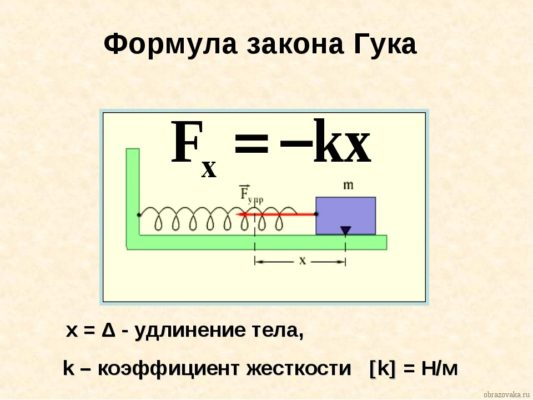 Формула закона Гука
Fₓ = −kx
m
F упр
x
x = Δ - удлинение тела,
k – коэффициент жесткости [k] = Н/м
obrazovaka.ru